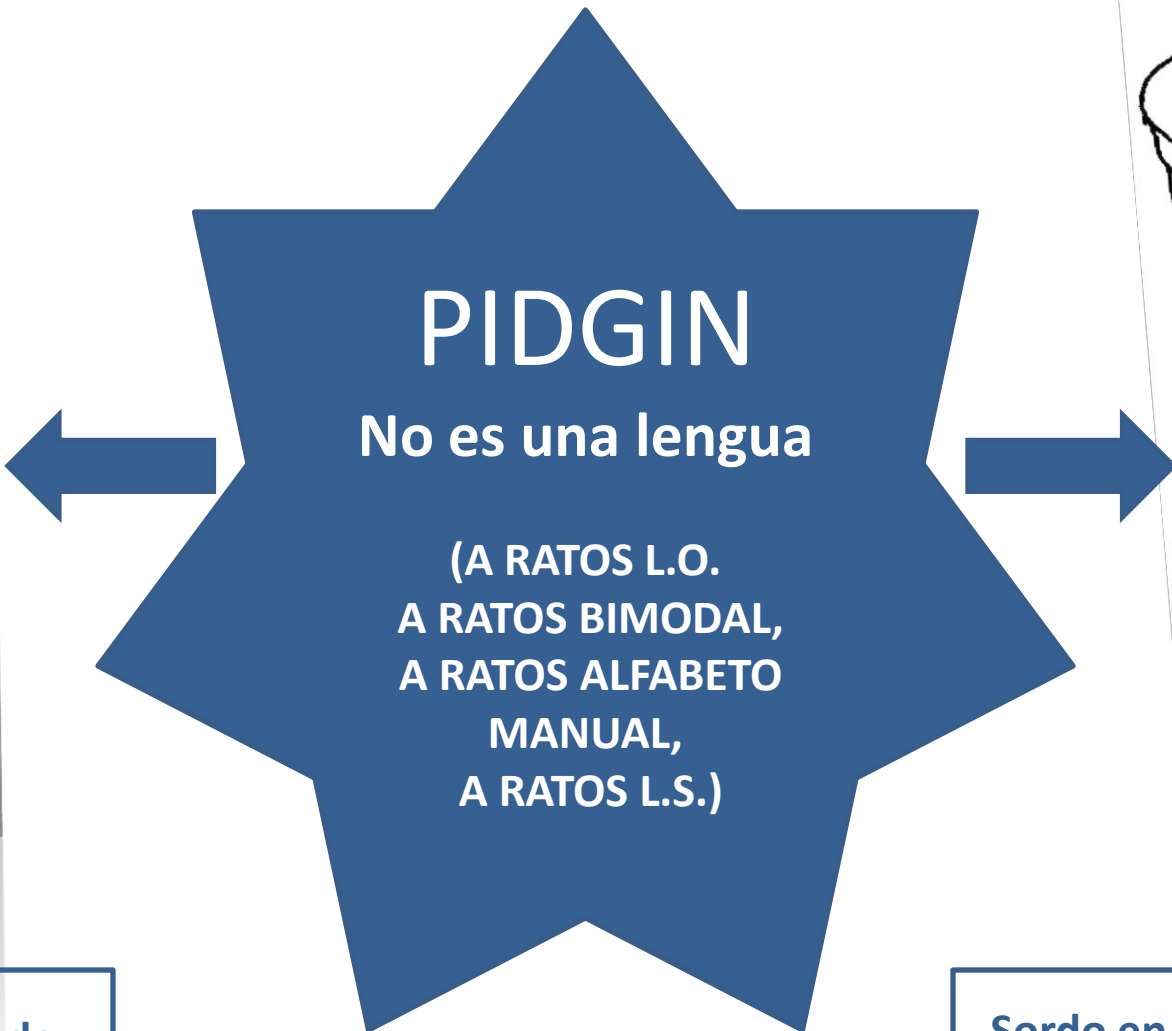 PIDGIN
No es una lengua
(A RATOS L.O.
A RATOS BIMODAL,
A RATOS ALFABETO
MANUAL,
A RATOS L.S.)